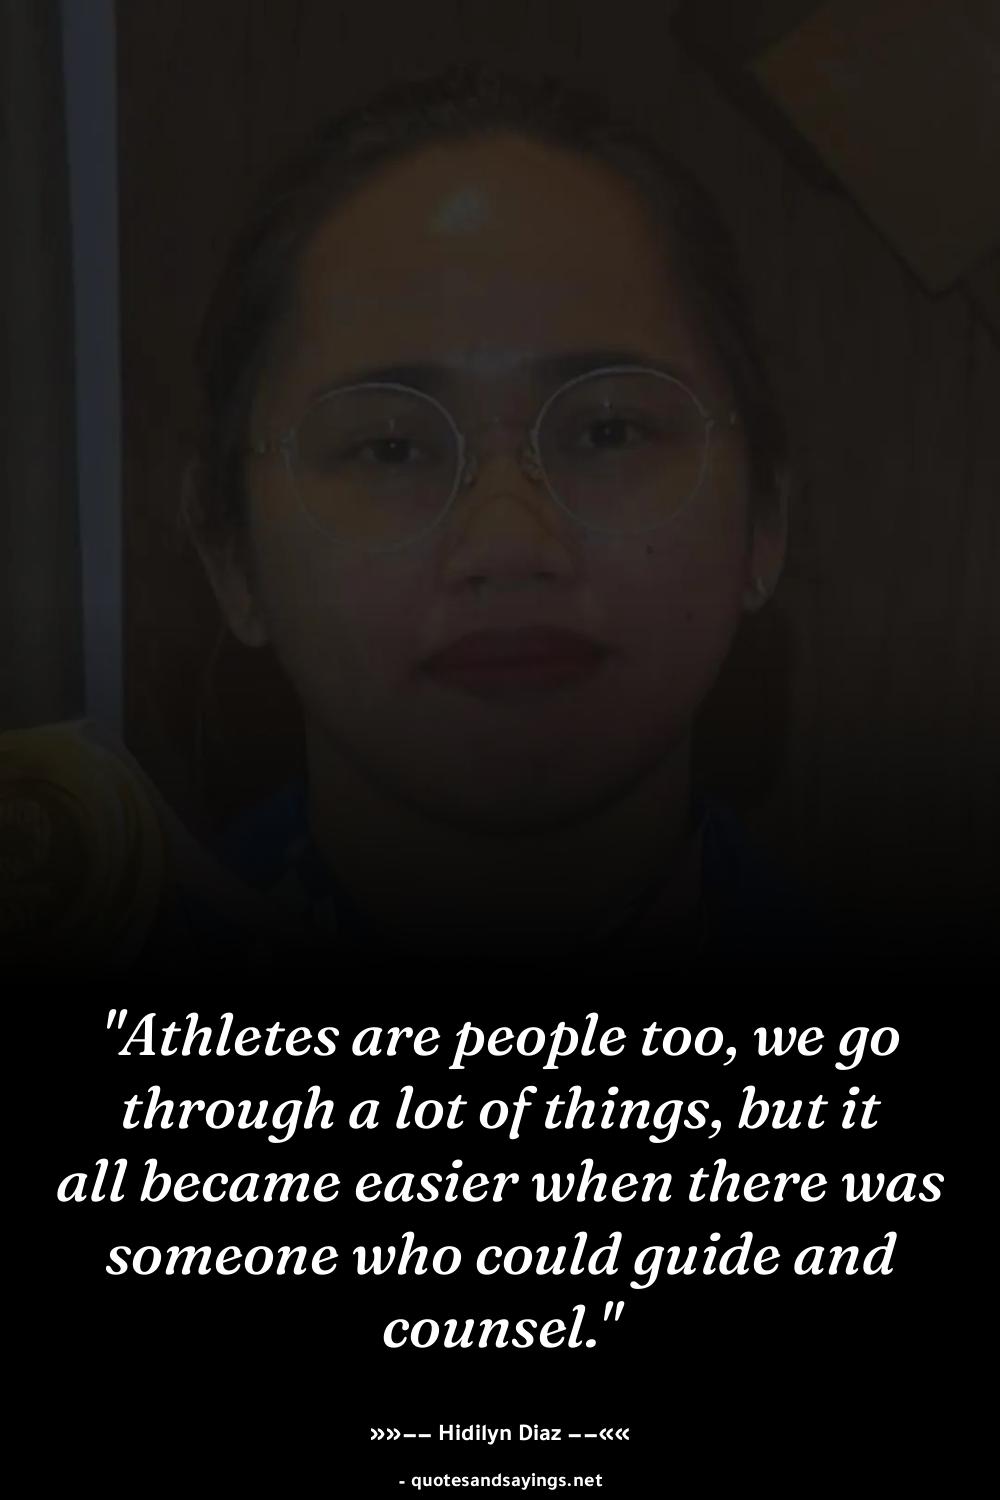 "Athletes are people too, we go
through a lot of things, but it
all became easier when there was
someone who could guide and
counsel."
»»–– Hidilyn Diaz ––««
- quotesandsayings.net